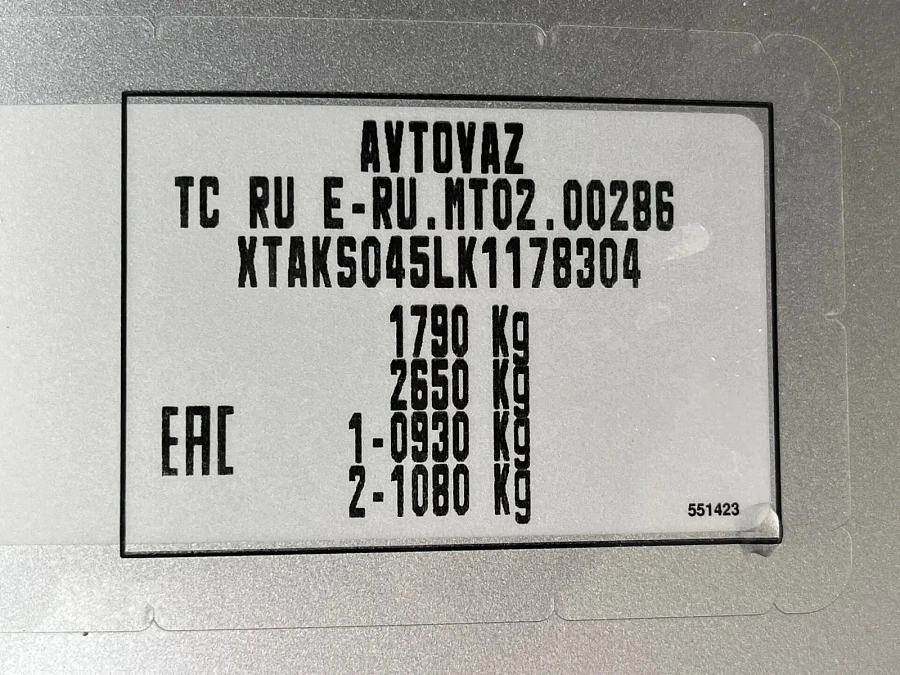 AVTOVAZ
TC RU E-RU.MT02.00286
XTAKS045LK1178304
1790 Kg
2650 Kg
1-0930 Kg
2-1080 Kg
EAC
551423